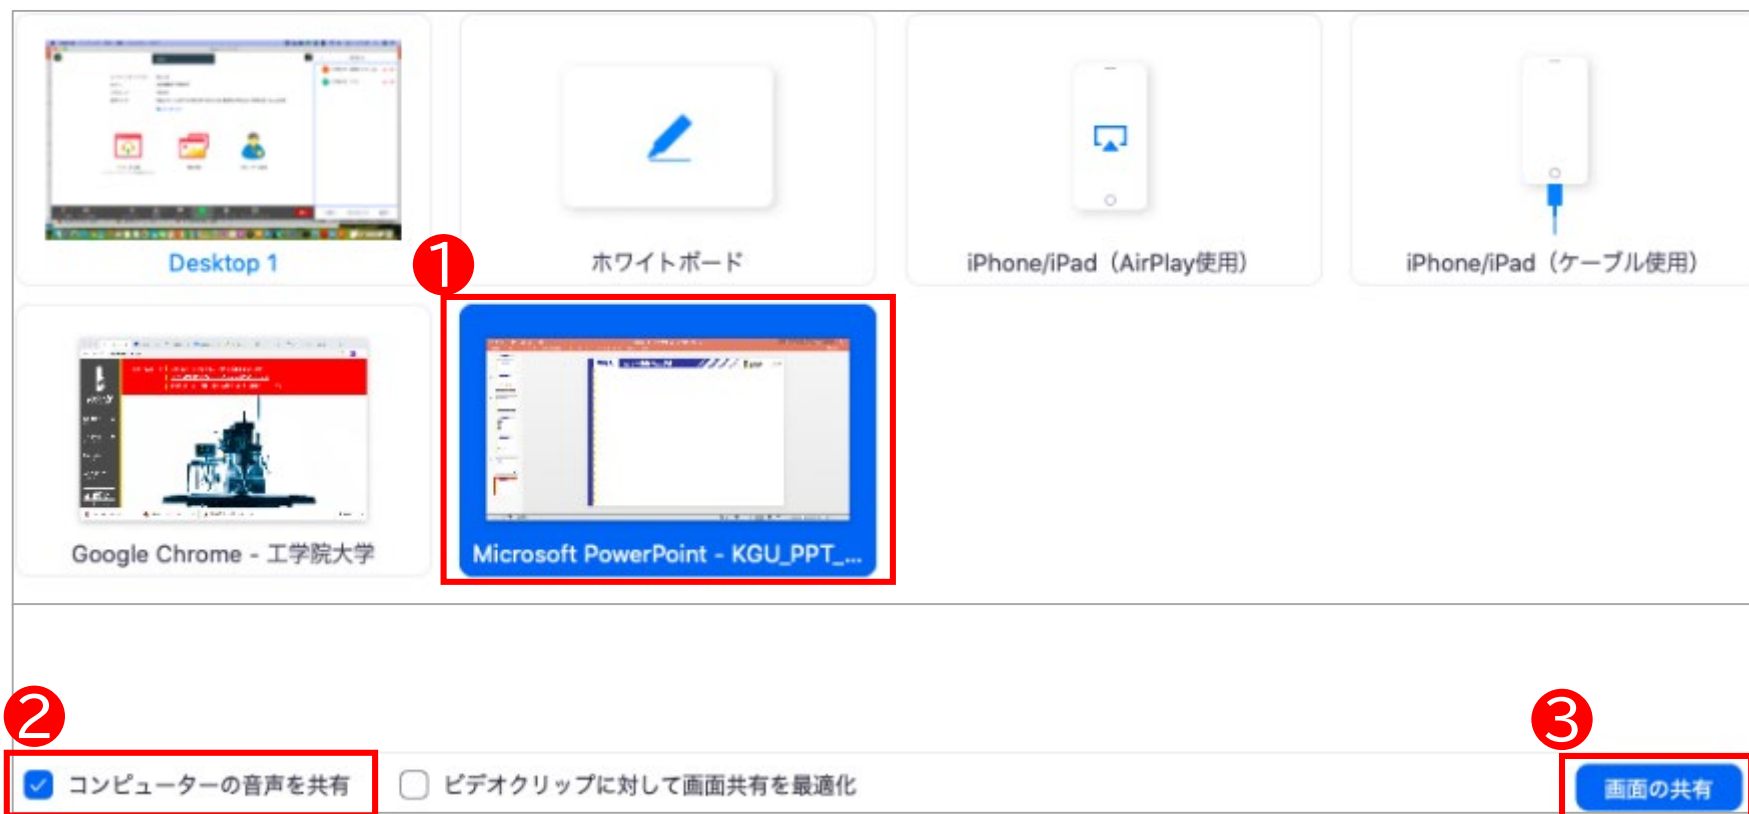 Desktop 1
ホワイトボード
iPhone/iPad（AirPlay使用）
iPhone/iPad（ケーブル使用）
1
Google Chrome - 工学院大学
Microsoft PowerPoint - KGU_PPT_...
2
コンピューターの音声を共有
ビデオクリップに対して画面共有を最適化
3
画面の共有